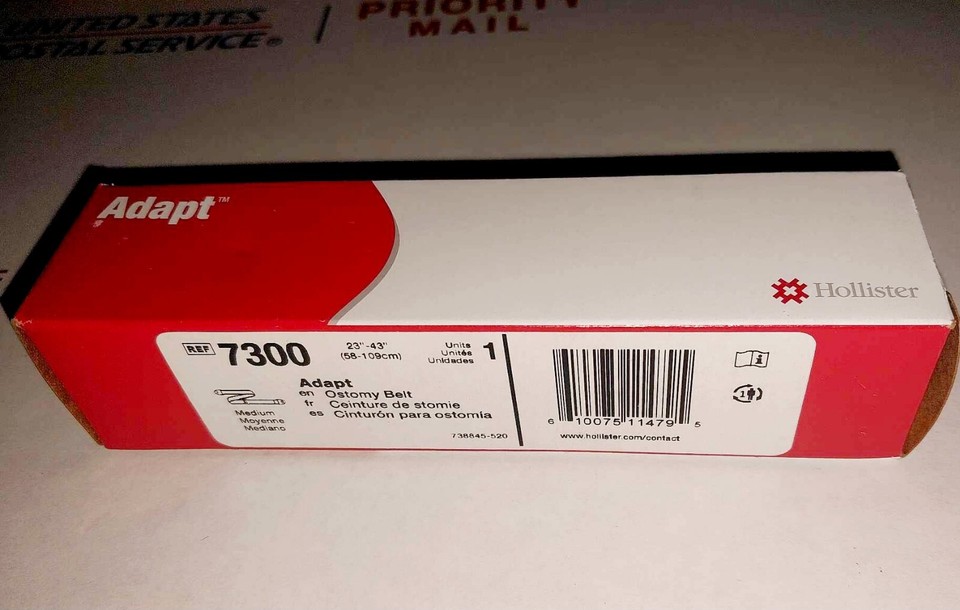 UNITED STATES
POSTAL SERVICE®
PRIORITY
MAIL
Adapt™
Hollister
REF 7300
23"-43"
(58-109cm)
Units
Unités
Unidades
1
Adapt
en Ostomy Belt
fr Ceinture de stomie
es Cinturón para ostomía
Medium
Moyenne
Mediano
738845-520
6 10075 11479 5
www.hollister.com/contact
i
1